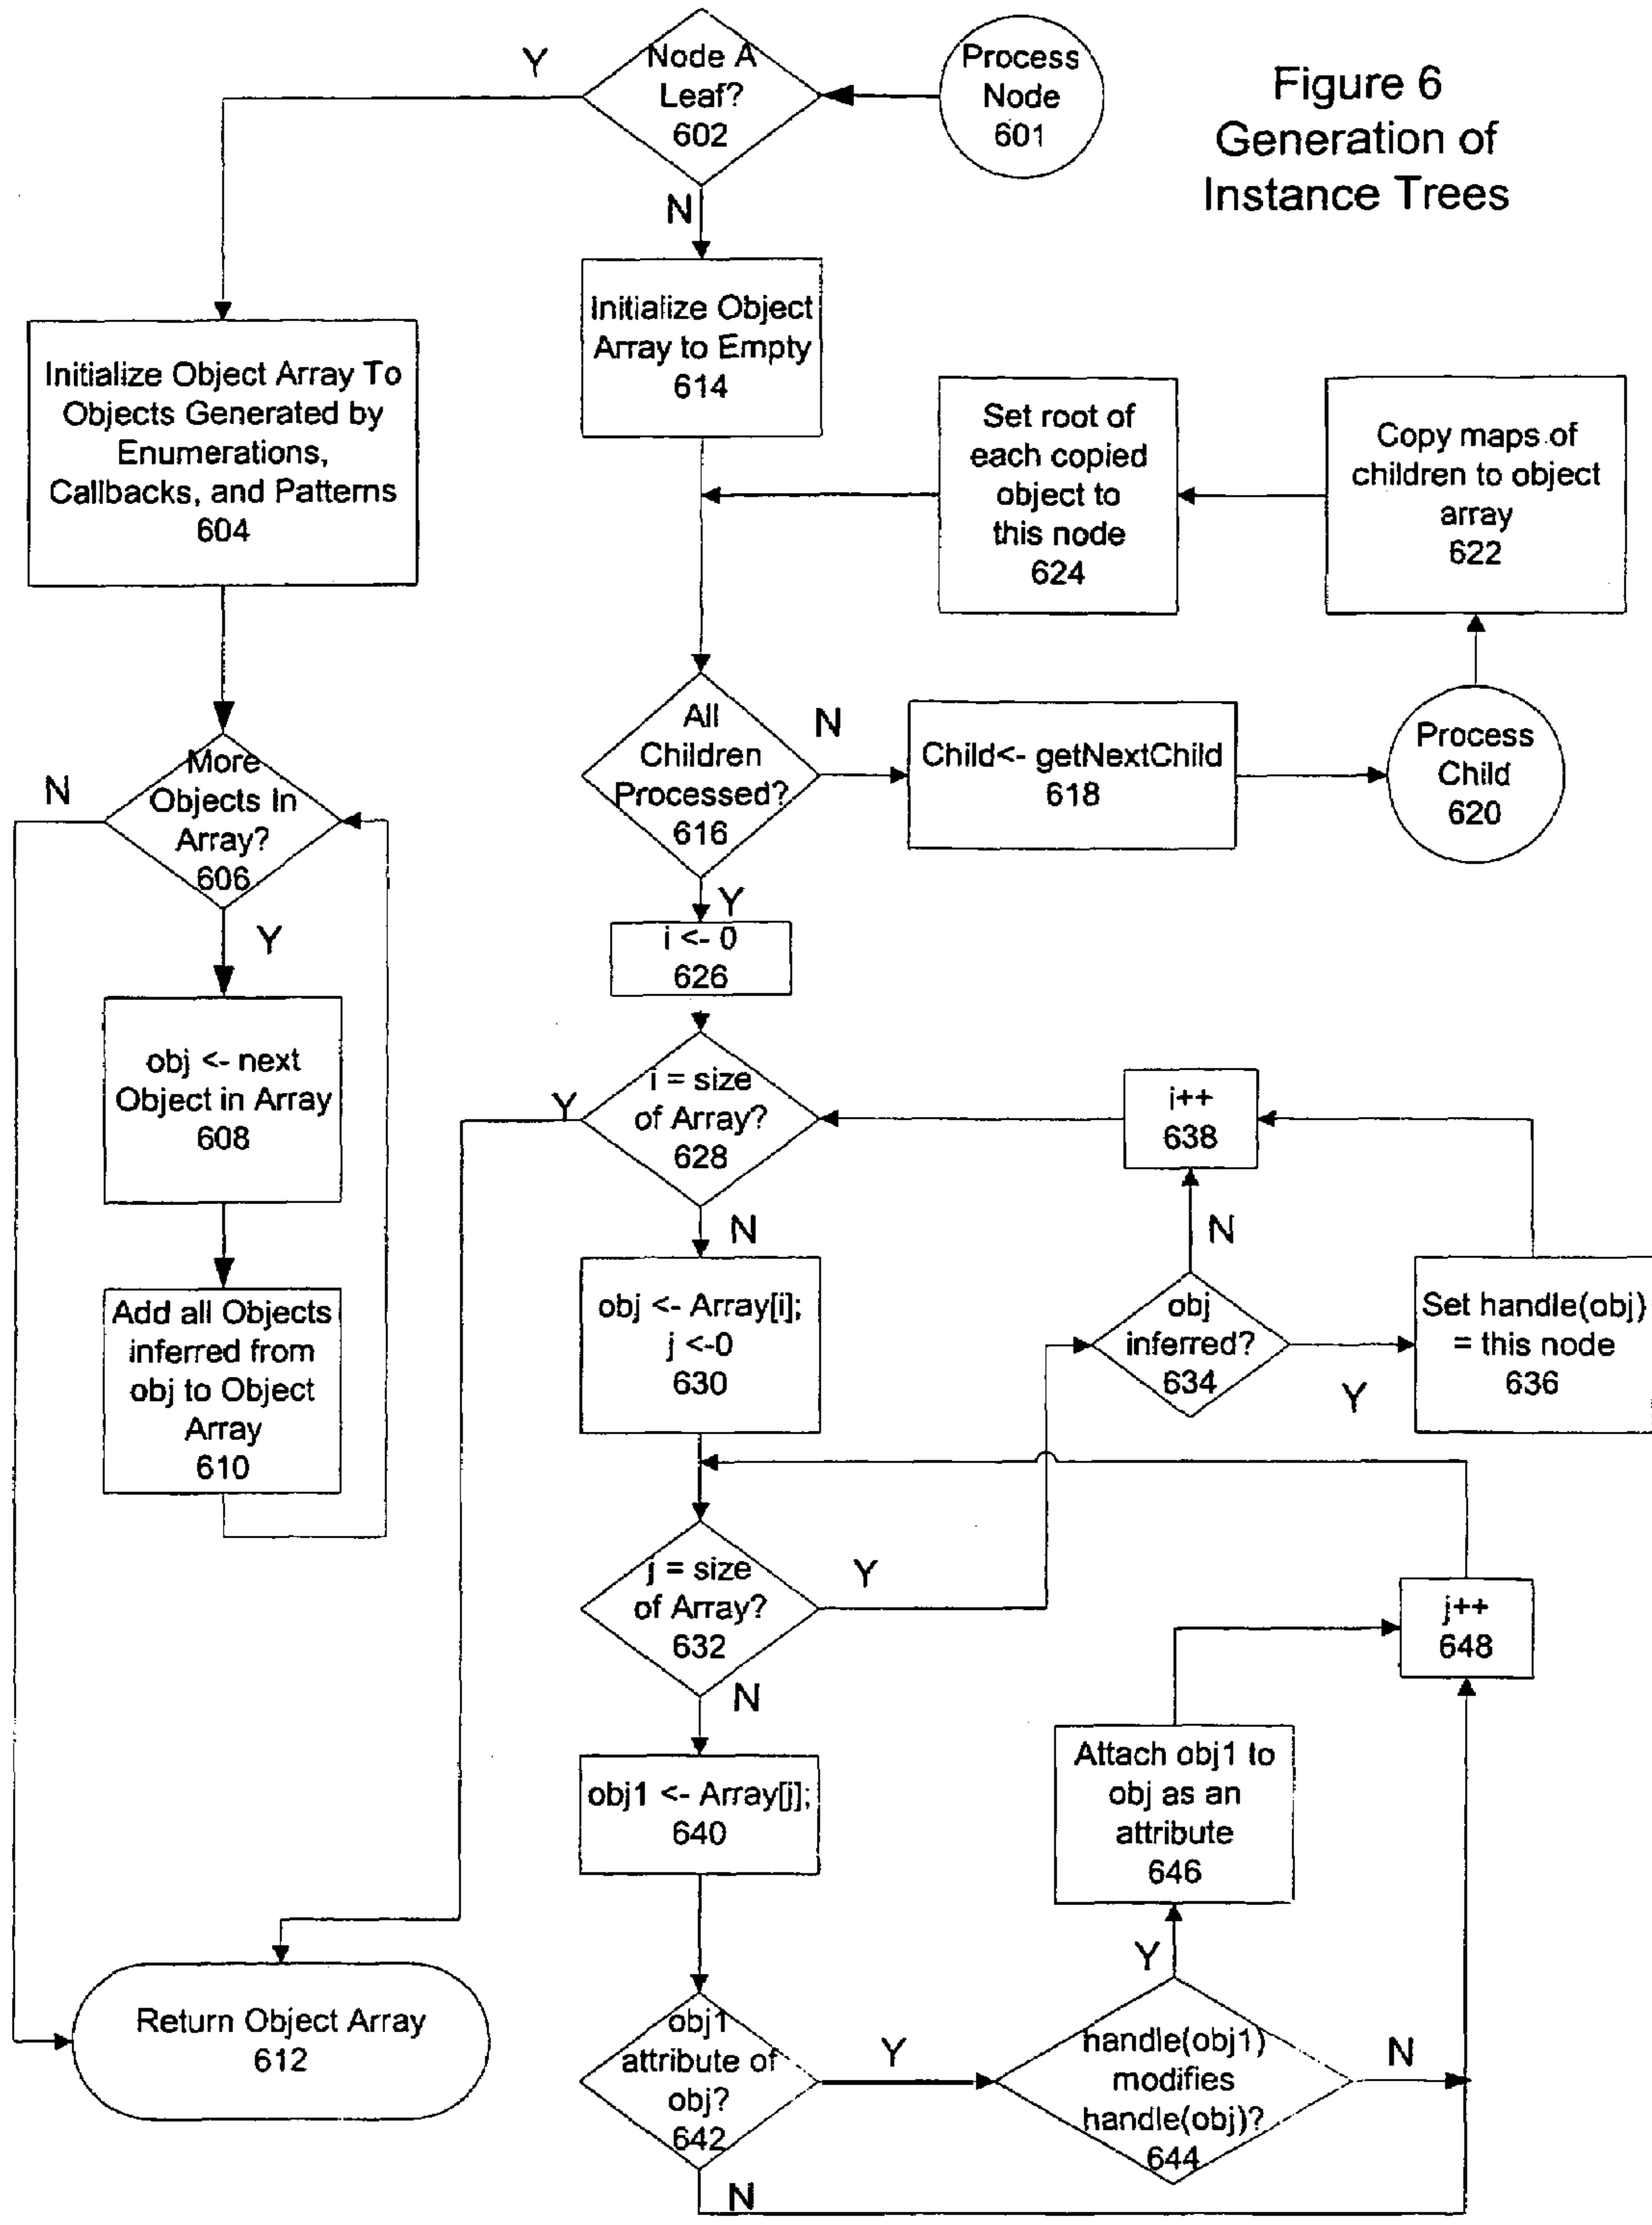 Figure 6
Generation of
Instance Trees
Process
Node
601
Node A
Leaf?
602
Y
N
Initialize Object Array To
Objects Generated by
Enumerations,
Callbacks, and Patterns
604
Initialize Object
Array to Empty
614
Set root of
each copied
object to
this node
624
Copy maps of
children to object
array
622
More
Objects In
Array?
606
N
Y
All
Children
Processed?
616
N
Y
Child<- getNextChild
618
Process
Child
620
i <- 0
626
obj <- next
Object in Array
608
i = size
of Array?
628
Y
N
i++
638
N
Add all Objects
inferred from
obj to Object
Array
610
obj <- Array[i];
j <-0
630
obj
inferred?
634
Y
Set handle(obj)
= this node
636
j = size
of Array?
632
Y
N
j++
648
obj1 <- Array[j];
640
Attach obj1 to
obj as an
attribute
646
Y
Return Object Array
612
obj1
attribute of
obj?
642
Y
N
handle(obj1)
modifies
handle(obj)?
644
N